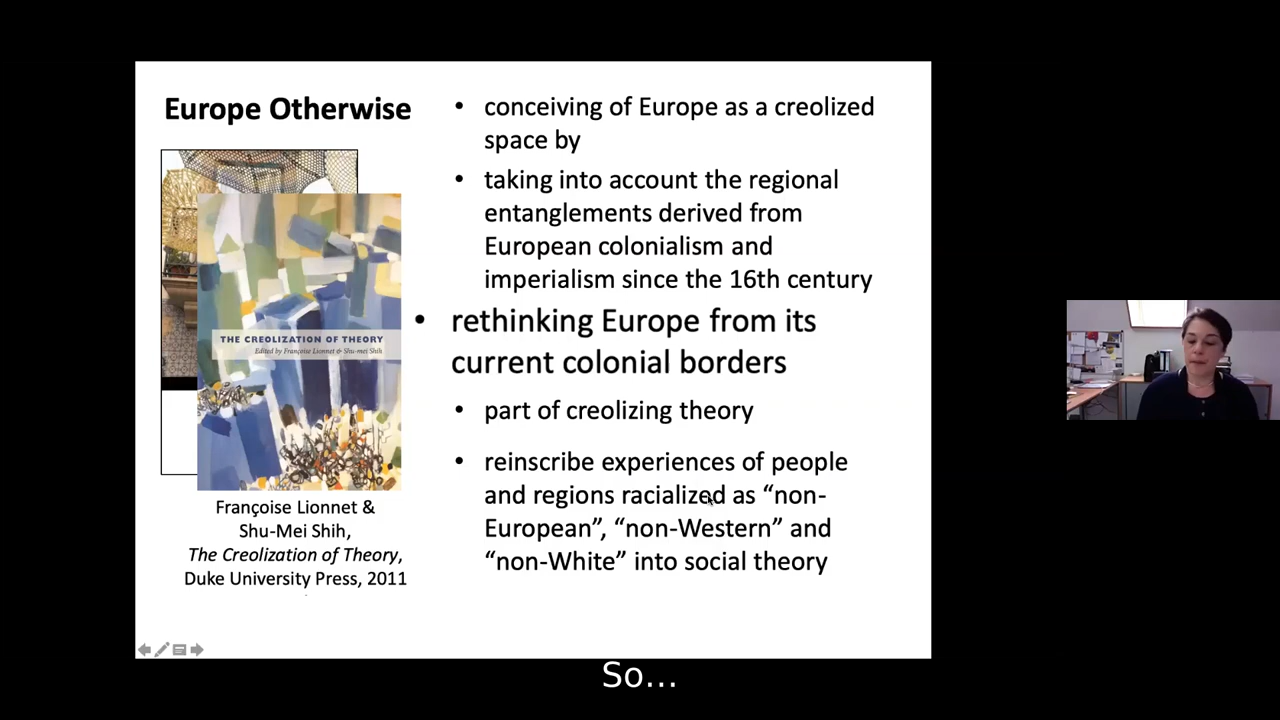 Europe Otherwise
THE CREOLIZATION OF THEORY
Edited by Françoise Lionnet & Shu-mei Shih
Françoise Lionnet &
Shu-Mei Shih,
The Creolization of Theory,
Duke University Press, 2011
• conceiving of Europe as a creolized
space by
• taking into account the regional
entanglements derived from
European colonialism and
imperialism since the 16th century
• rethinking Europe from its
current colonial borders
• part of creolizing theory
• reinscribe experiences of people
and regions racialized as “non-
European”, “non-Western” and
“non-White” into social theory
So...